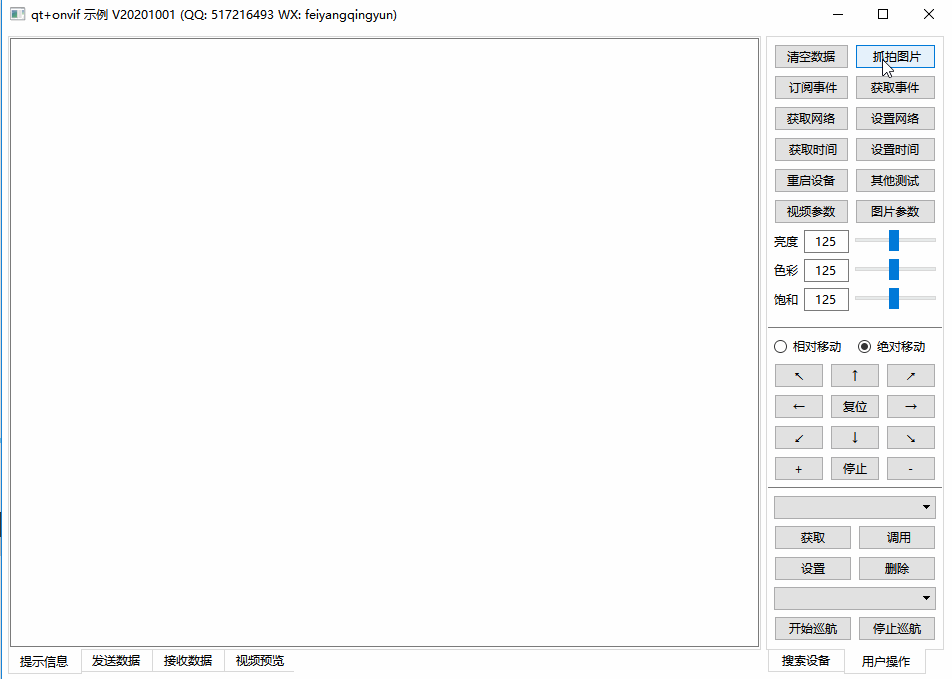 qt+onvif 示例 V20201001 (QQ: 517216493 WX: feiyangqingyun)
清空数据 抓拍图片
订阅事件 获取事件
获取网络 设置网络
获取时间 设置时间
重启设备 其他测试
视频参数 图片参数
亮度 125
色彩 125
饱和 125
相对移动 绝对移动
↖ ↑ ↗
← 复位 →
↙ ↓ ↘
+ 停止 -
获取 调用
设置 删除
开始巡航 停止巡航
提示信息 发送数据 接收数据 视频预览 搜索设备 用户操作